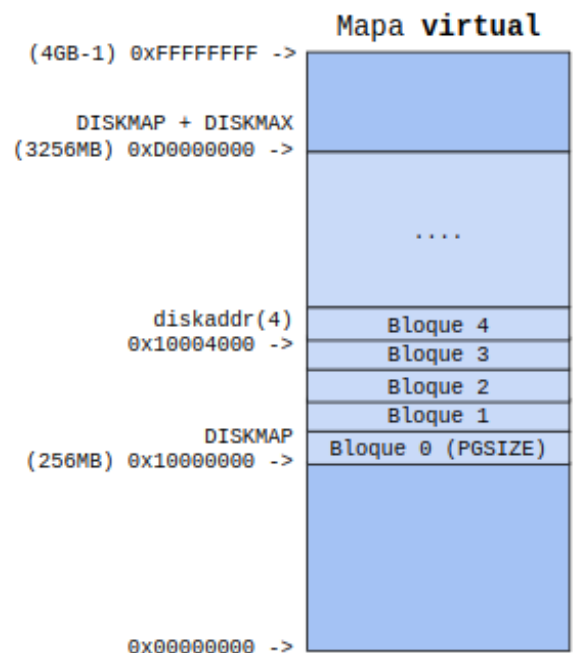 Mapa virtual
(4GB-1) 0xFFFFFFFF ->
DISKMAP + DISKMAX
(3256MB) 0xD0000000 ->
....
diskaddr(4)
0x10004000 ->
Bloque 4
Bloque 3
Bloque 2
Bloque 1
DISKMAP
(256MB) 0x10000000 ->
Bloque 0 (PGSIZE)
0x00000000 ->